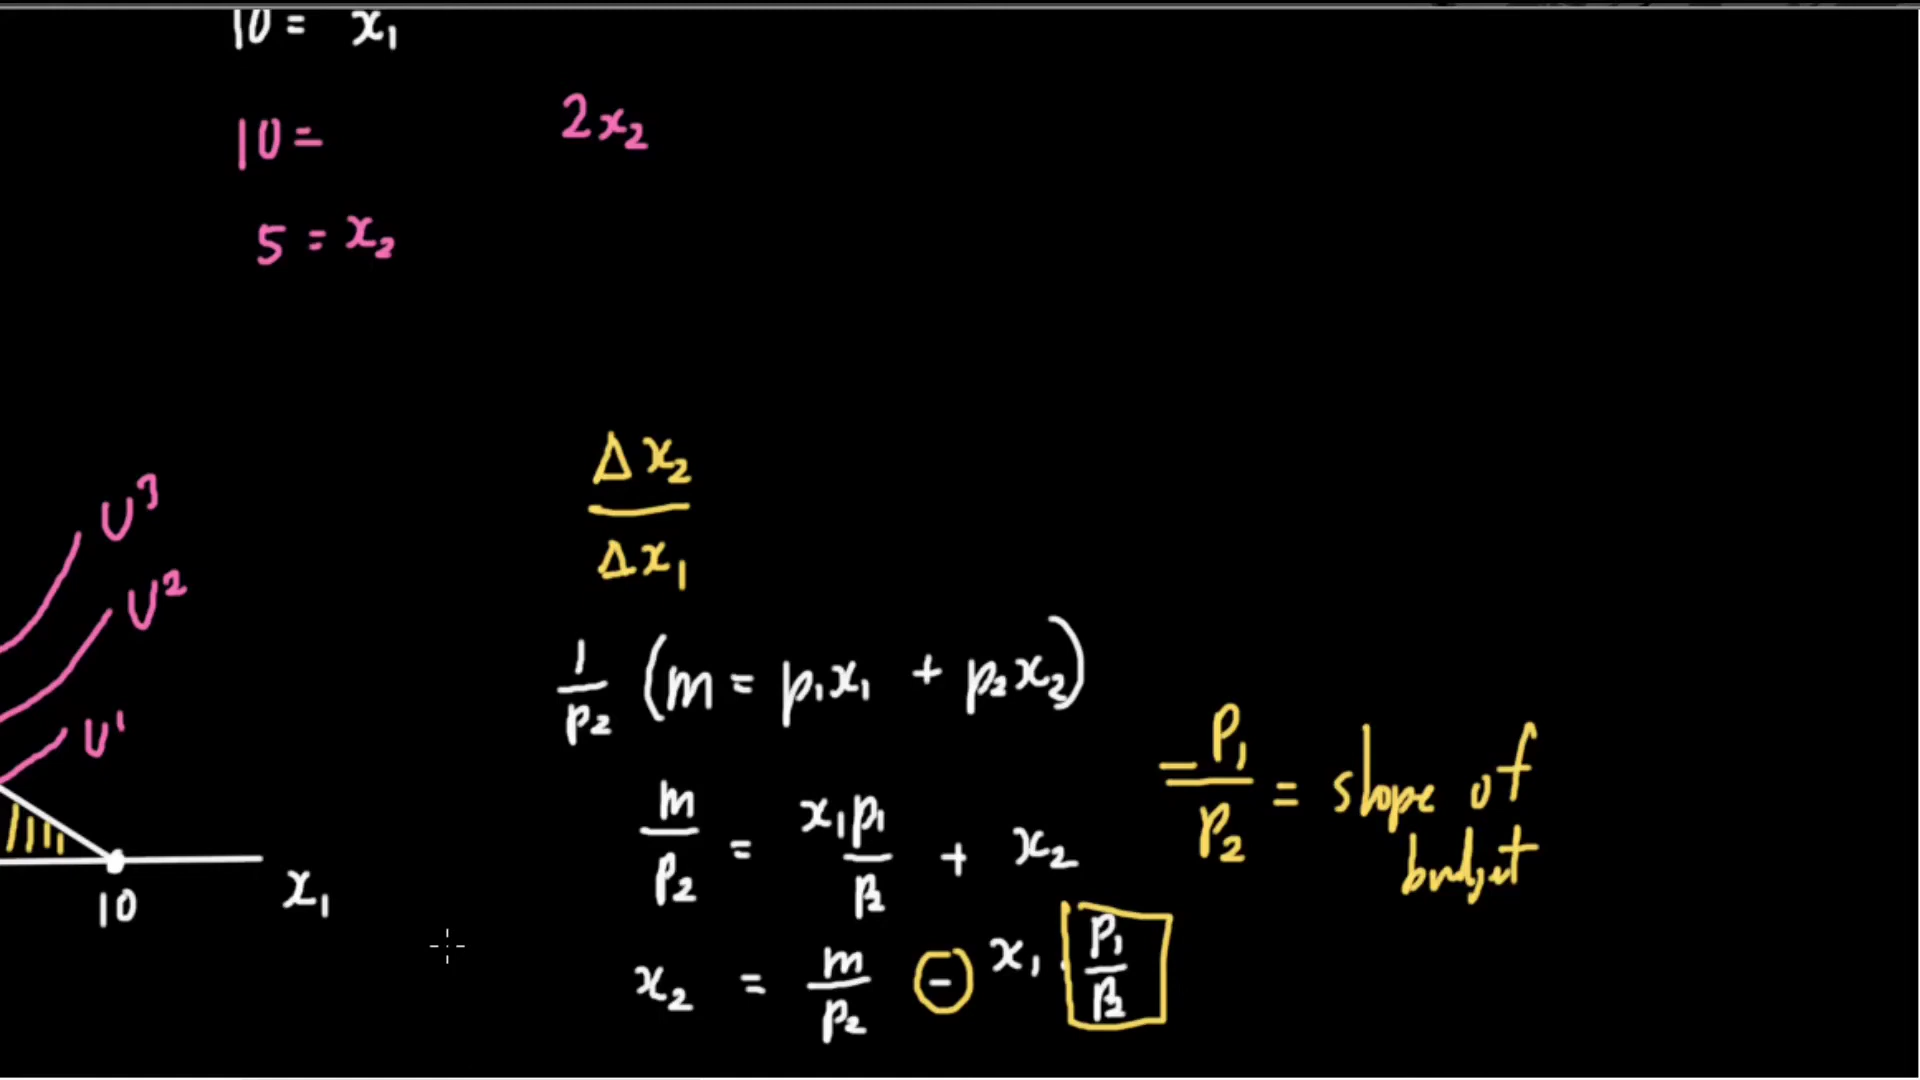 10 = x₁
10 = 2x₂
5 = x₂
Δx₂
Δx₁
U³
U²
U¹
10
x₁
1/p₂ (m = p₁x₁ + p₂x₂)
m/p₂ = x₁p₁/p₂ + x₂
x₂ = m/p₂ - x₁ · p₁/p₂
-P₁/P₂ = slope of
budget